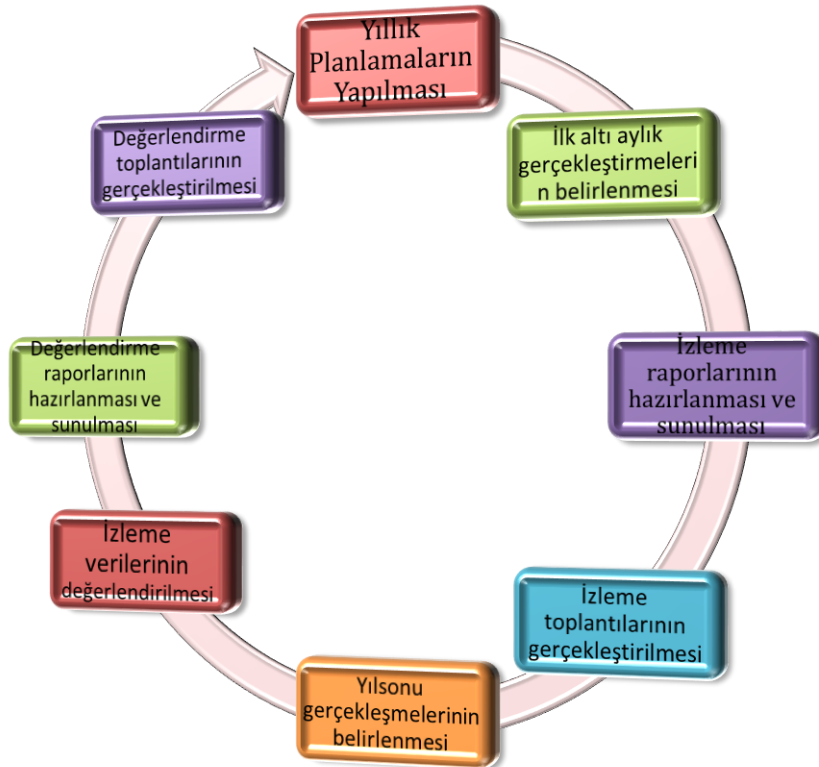 Yıllık
Planlamaların
Yapılması
İlk altı aylık
gerçekleştirmeleri
n belirlenmesi
İzleme
raporlarının
hazırlanması ve
sunulması
İzleme
toplantılarının
gerçekleştirilmesi
Yılsonu
gerçekleşmelerinin
belirlenmesi
İzleme
verilerinin
değerlendirilmesi
Değerlendirme
raporlarının
hazırlanması ve
sunulması
Değerlendirme
toplantılarının
gerçekleştirilmesi